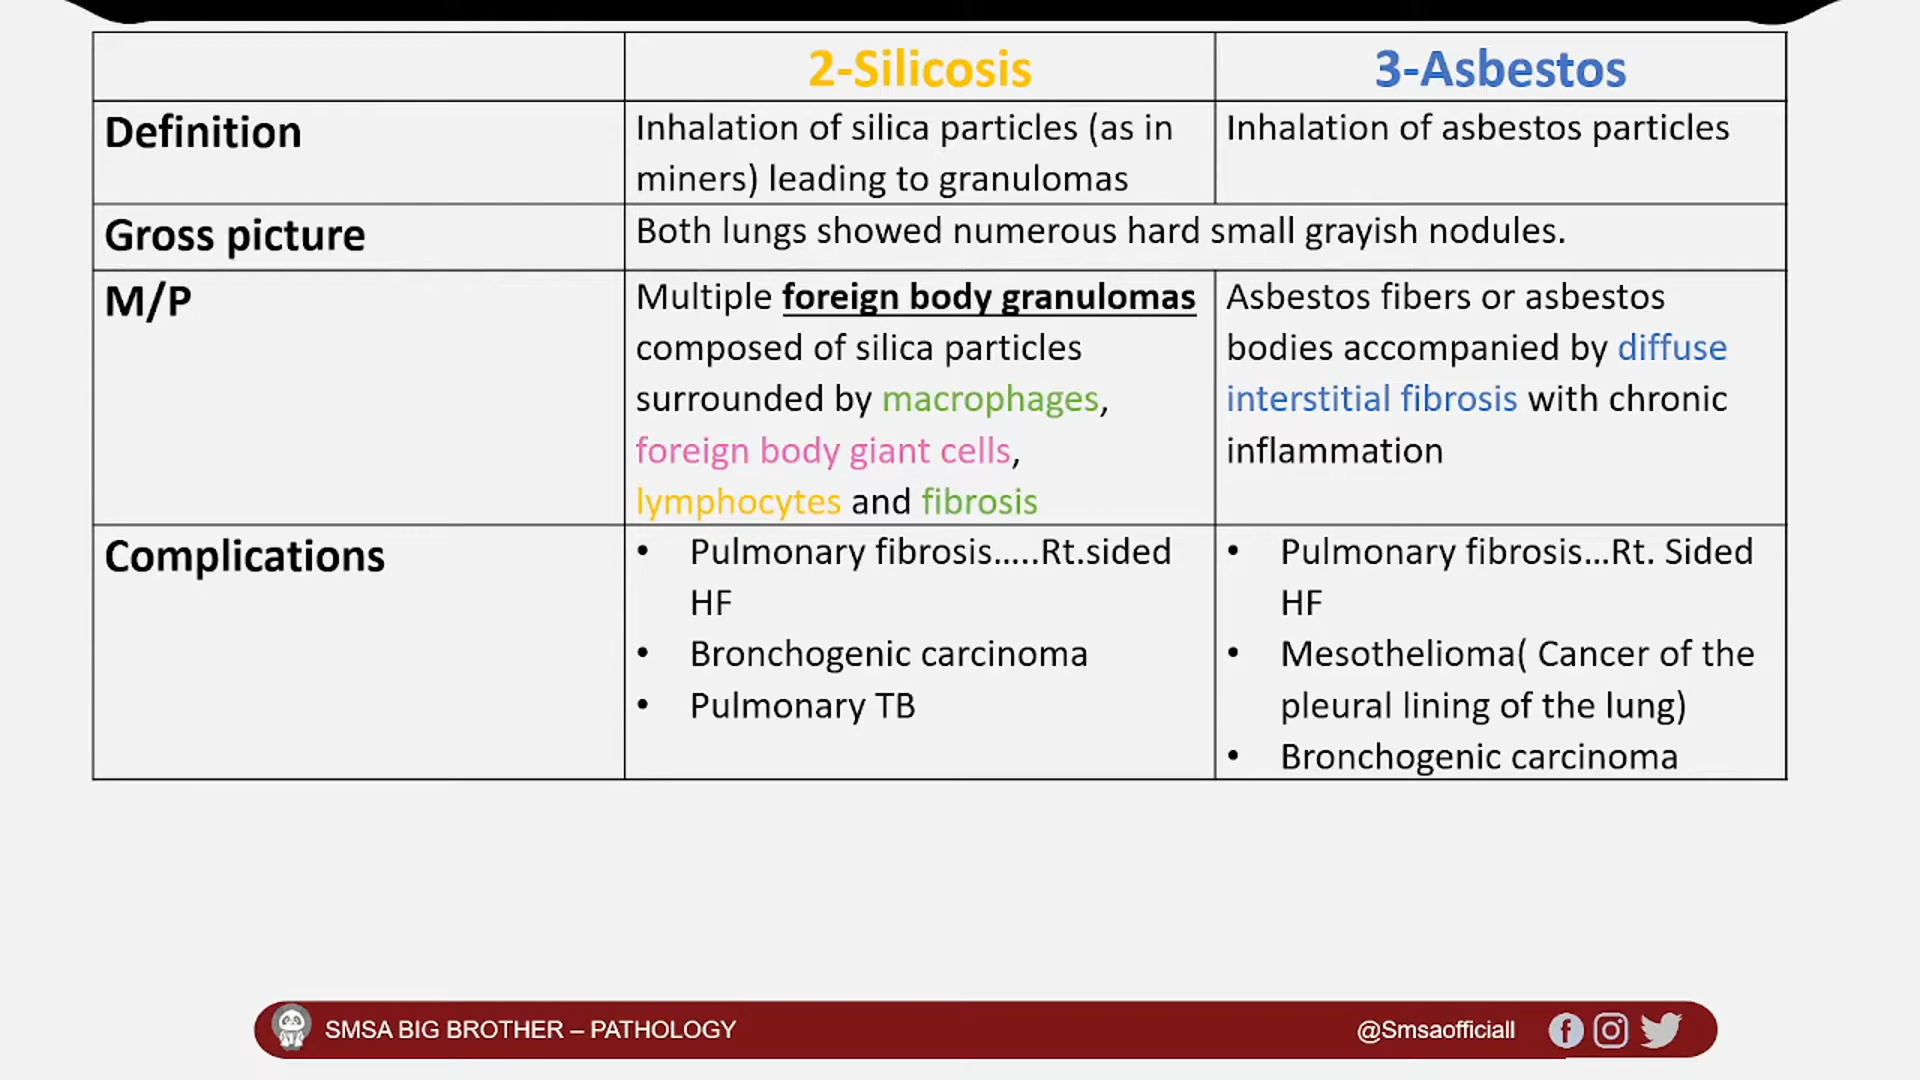 2-Silicosis
3-Asbestos
Definition
Inhalation of silica particles (as in
miners) leading to granulomas
Inhalation of asbestos particles
Gross picture
Both lungs showed numerous hard small grayish nodules.
M/P
Multiple foreign body granulomas
composed of silica particles
surrounded by macrophages,
foreign body giant cells,
lymphocytes and fibrosis
Asbestos fibers or asbestos
bodies accompanied by diffuse
interstitial fibrosis with chronic
inflammation
Complications
• Pulmonary fibrosis.....Rt.sided
HF
• Bronchogenic carcinoma
• Pulmonary TB
• Pulmonary fibrosis...Rt. Sided
HF
• Mesothelioma( Cancer of the
pleural lining of the lung)
• Bronchogenic carcinoma
SMSA BIG BROTHER – PATHOLOGY
@Smsaofficiall